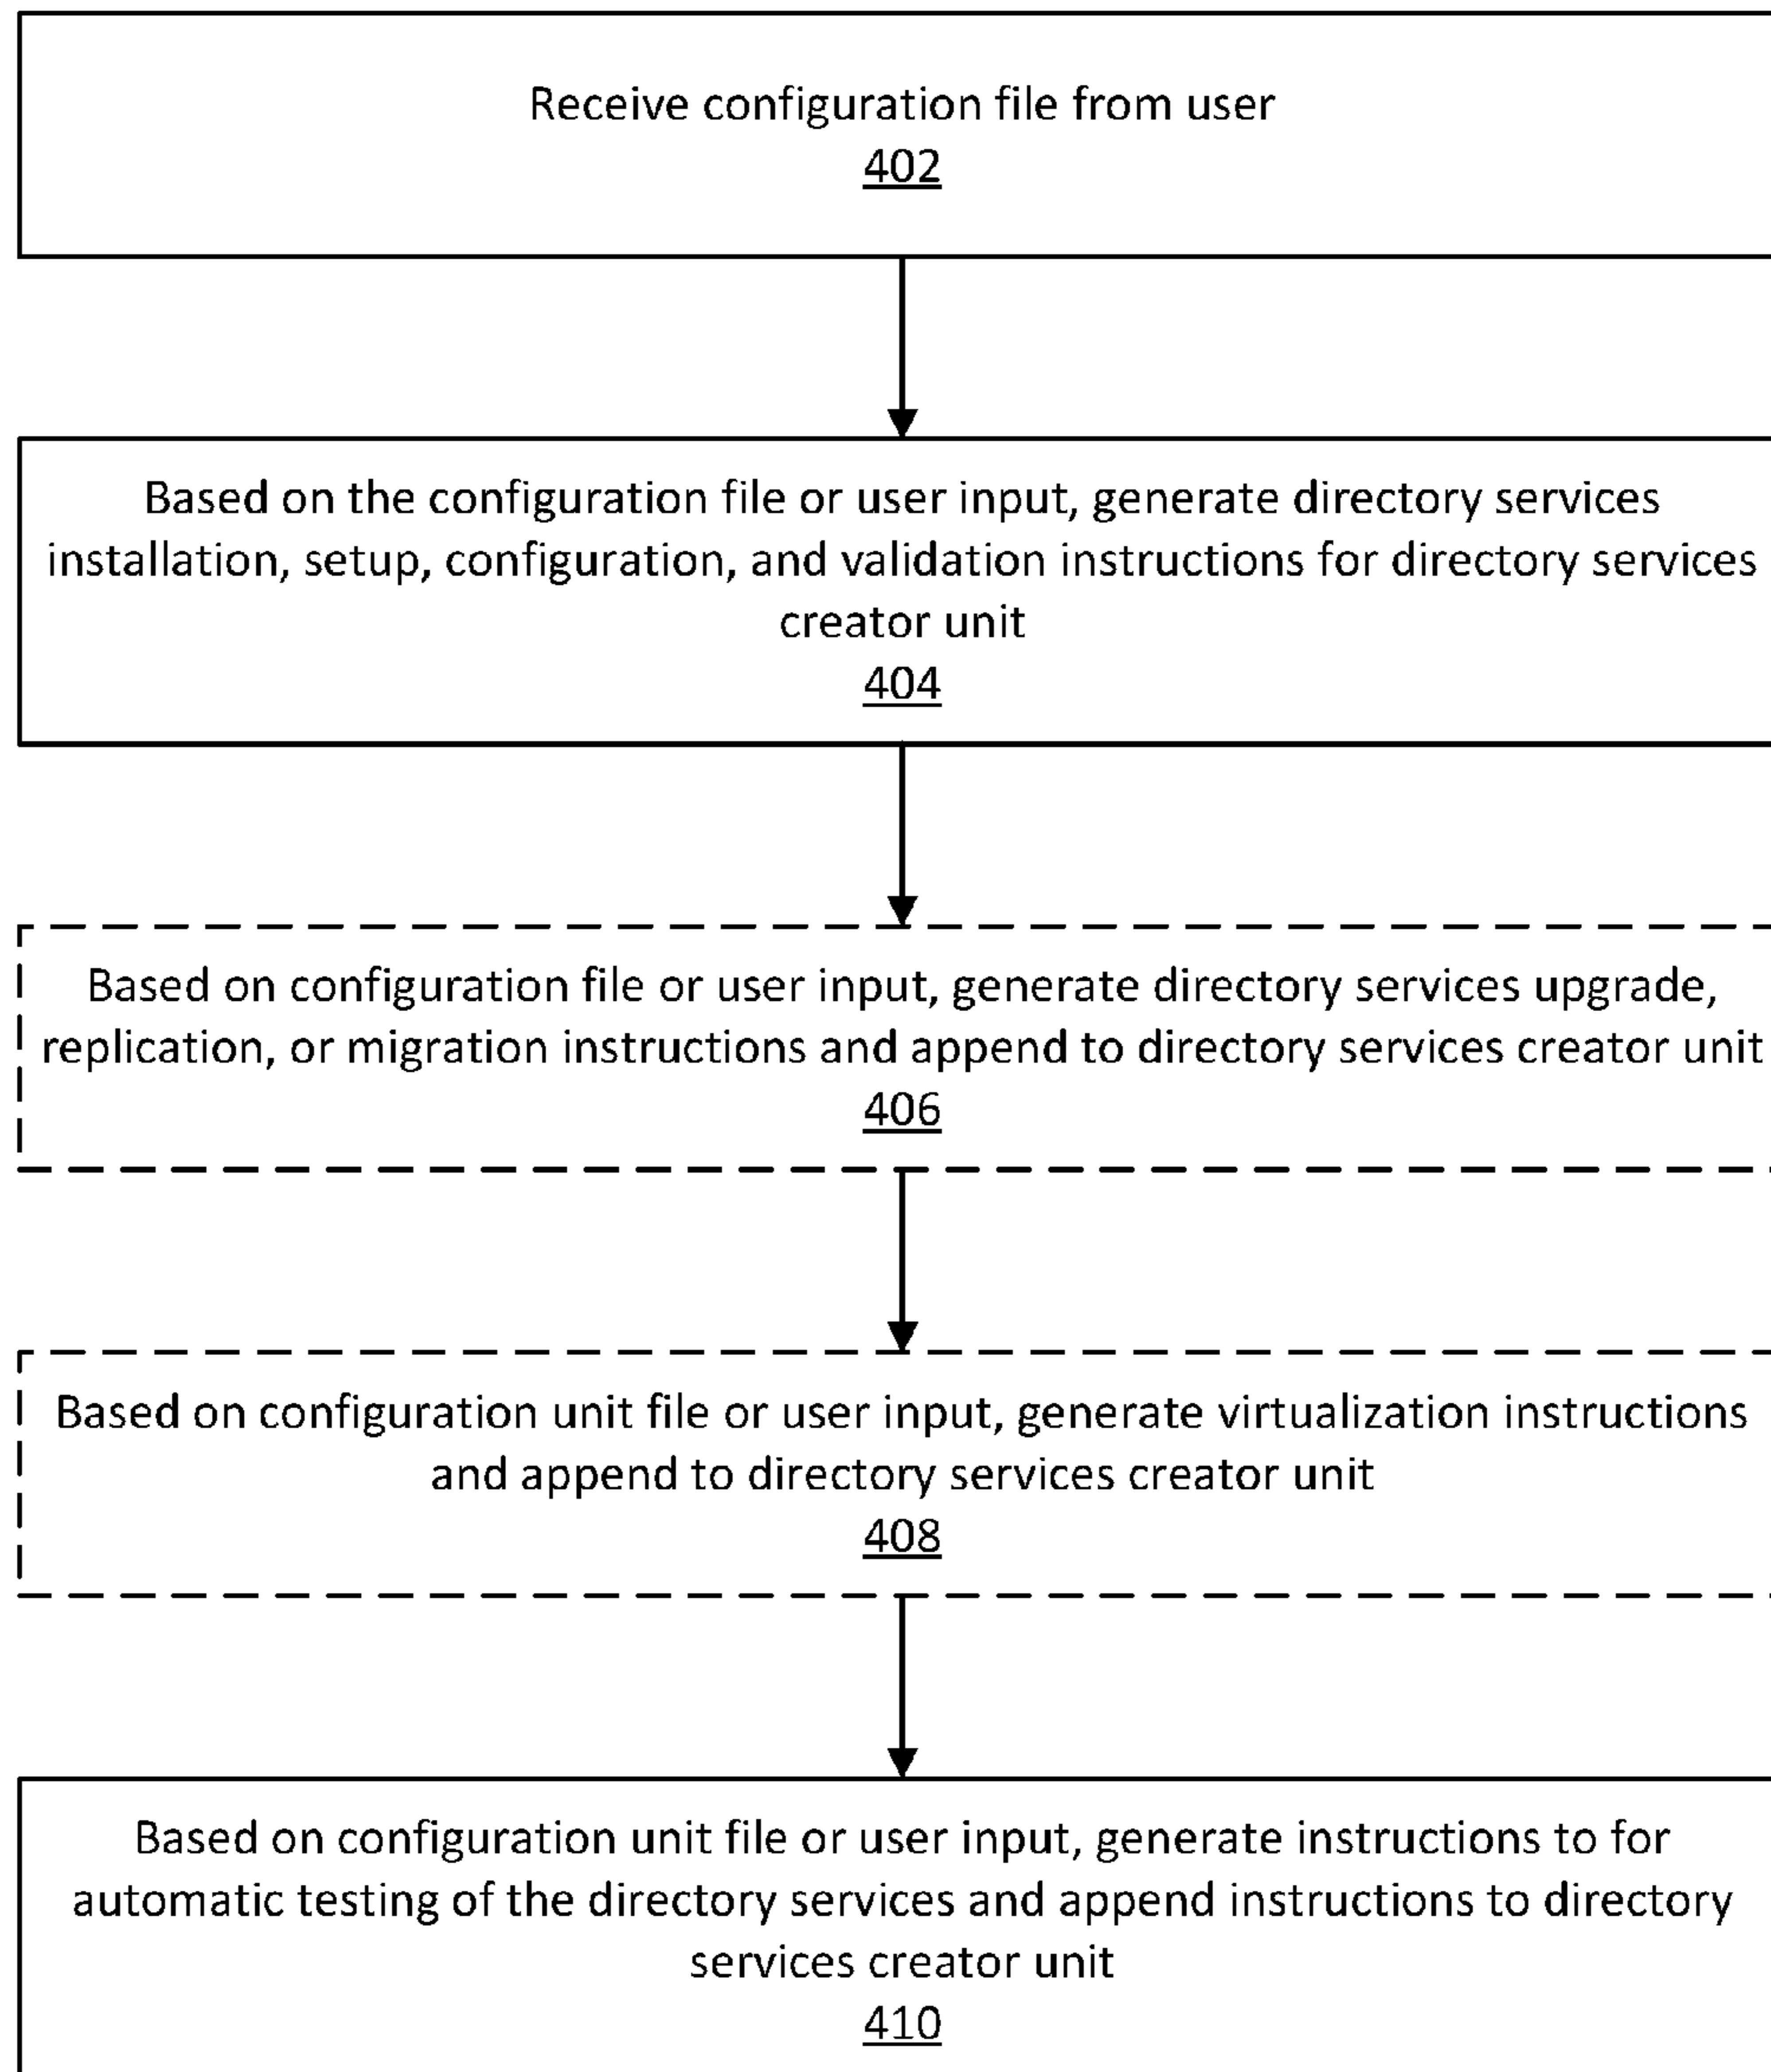 Receive configuration file from user
402
Based on the configuration file or user input, generate directory services
installation, setup, configuration, and validation instructions for directory services
creator unit
404
Based on configuration file or user input, generate directory services upgrade,
replication, or migration instructions and append to directory services creator unit
406
Based on configuration unit file or user input, generate virtualization instructions
and append to directory services creator unit
408
Based on configuration unit file or user input, generate instructions to for
automatic testing of the directory services and append instructions to directory
services creator unit
410